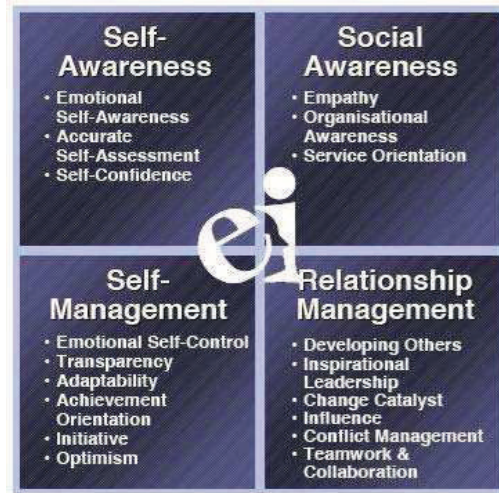 Self-
Awareness
• Emotional
Self-Awareness
• Accurate
Self-Assessment
• Self-Confidence
Social
Awareness
• Empathy
• Organisational
Awareness
• Service Orientation
ei
Self-
Management
• Emotional Self-Control
• Transparency
• Adaptability
• Achievement
Orientation
• Initiative
• Optimism
Relationship
Management
• Developing Others
• Inspirational
Leadership
• Change Catalyst
• Influence
• Conflict Management
• Teamwork &
Collaboration